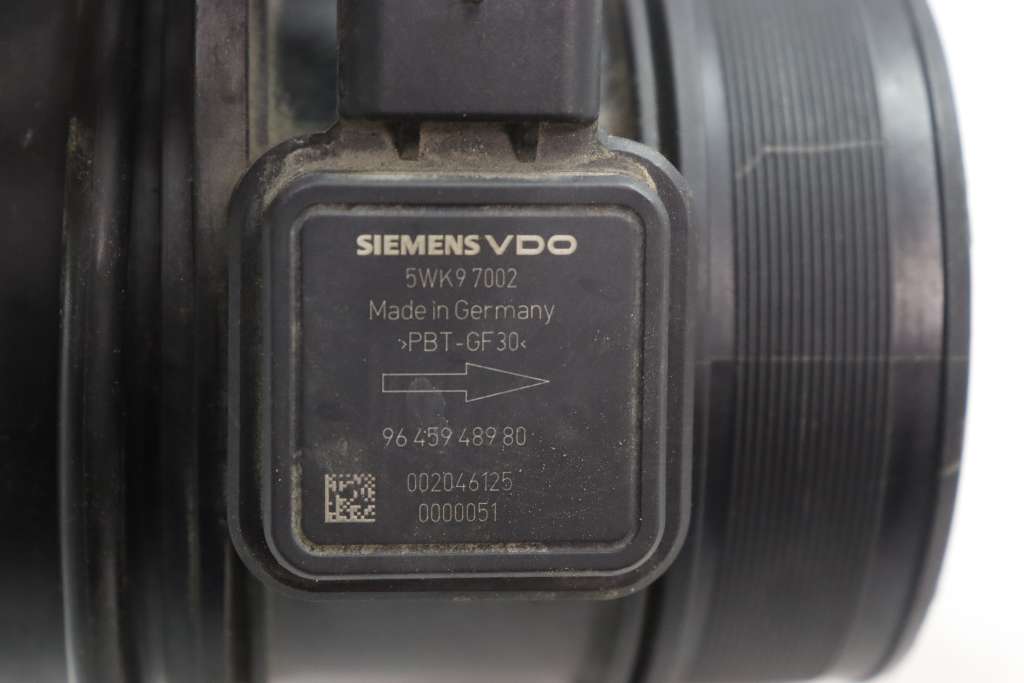 SIEMENS VDO
5WK9 7002
Made in Germany
>PBT-GF30<
96 459 489 80
002046125
0000051